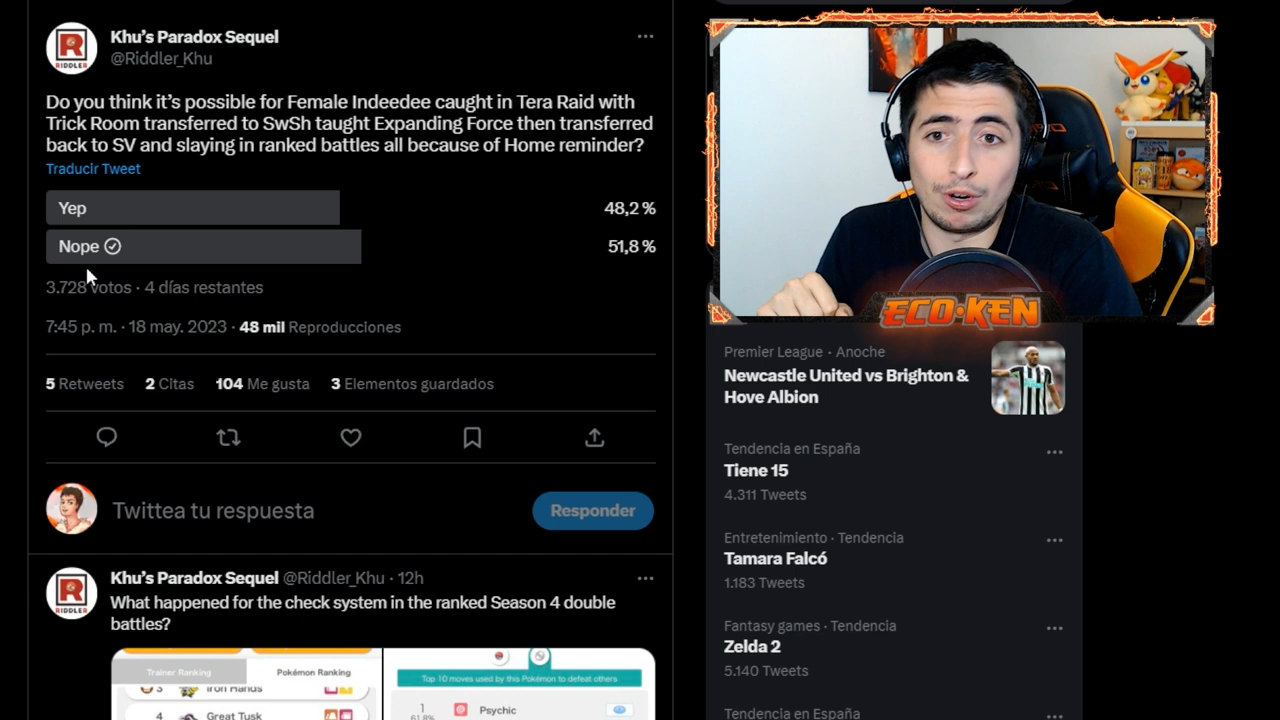 Khu's Paradox Sequel
@Riddler_Khu
RIDDLER
Do you think it's possible for Female Indeedee caught in Tera Raid with
Trick Room transferred to SwSh taught Expanding Force then transferred
back to SV and slaying in ranked battles all because of Home reminder?
Traducir Tweet
Yep
48,2 %
Nope
51,8 %
3.728 votos · 4 días restantes
7:45 p. m. · 18 may. 2023 · 48 mil Reproducciones
5 Retweets 2 Citas 104 Me gusta 3 Elementos guardados
Twittea tu respuesta
Responder
Khu's Paradox Sequel @Riddler_Khu · 12h
RIDDLER
What happened for the check system in the ranked Season 4 double
battles?
Trainer Ranking
Pokémon Ranking
3 Iron Hands
4 Great Tusk
Top 10 moves used by this Pokémon to defeat others
1
61.8%
Psychic
ECO·KEN
Premier League · Anoche
Newcastle United vs Brighton &
Hove Albion
Tendencia en España
Tiene 15
4.311 Tweets
Entretenimiento · Tendencia
Tamara Falcó
1.183 Tweets
Fantasy games · Tendencia
Zelda 2
5.140 Tweets
Tendencia en España